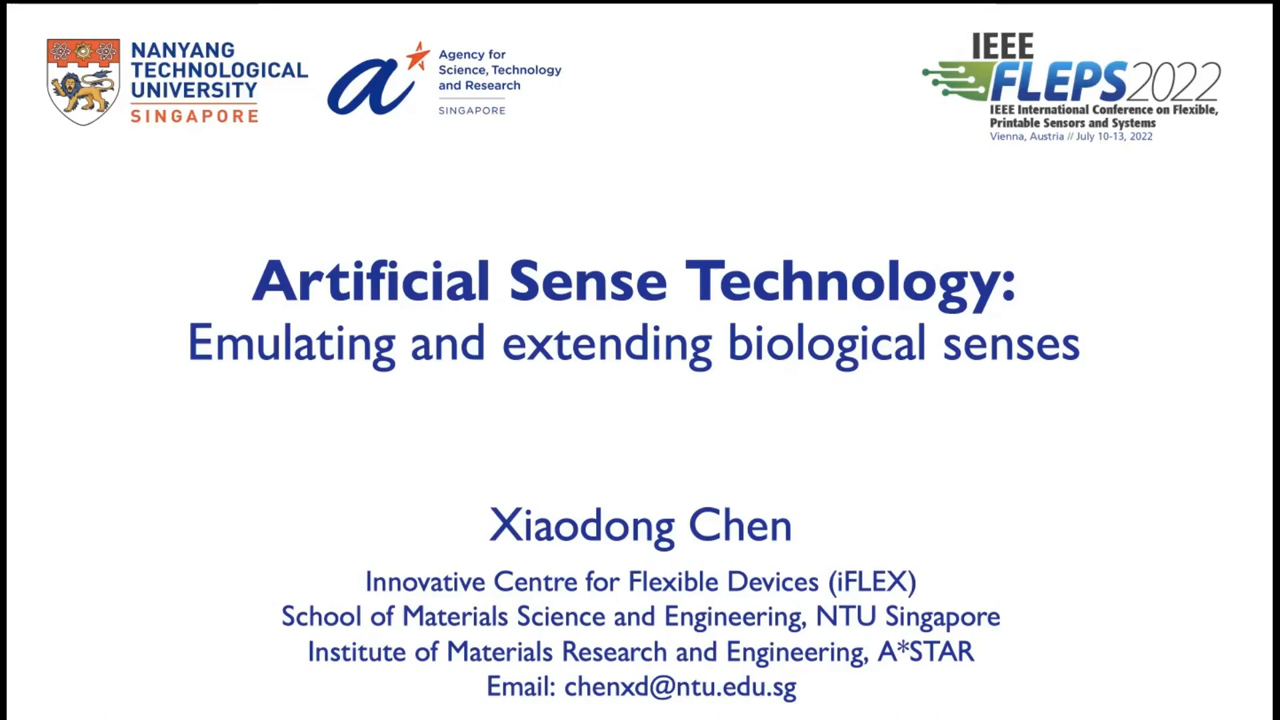 NANYANG
TECHNOLOGICAL
UNIVERSITY
SINGAPORE
Agency for
Science, Technology
and Research
SINGAPORE
IEEE
FLEPS2022
IEEE International Conference on Flexible,
Printable Sensors and Systems
Vienna, Austria // July 10-13, 2022
Artificial Sense Technology:
Emulating and extending biological senses
Xiaodong Chen
Innovative Centre for Flexible Devices (iFLEX)
School of Materials Science and Engineering, NTU Singapore
Institute of Materials Research and Engineering, A*STAR
Email: chenxd@ntu.edu.sg